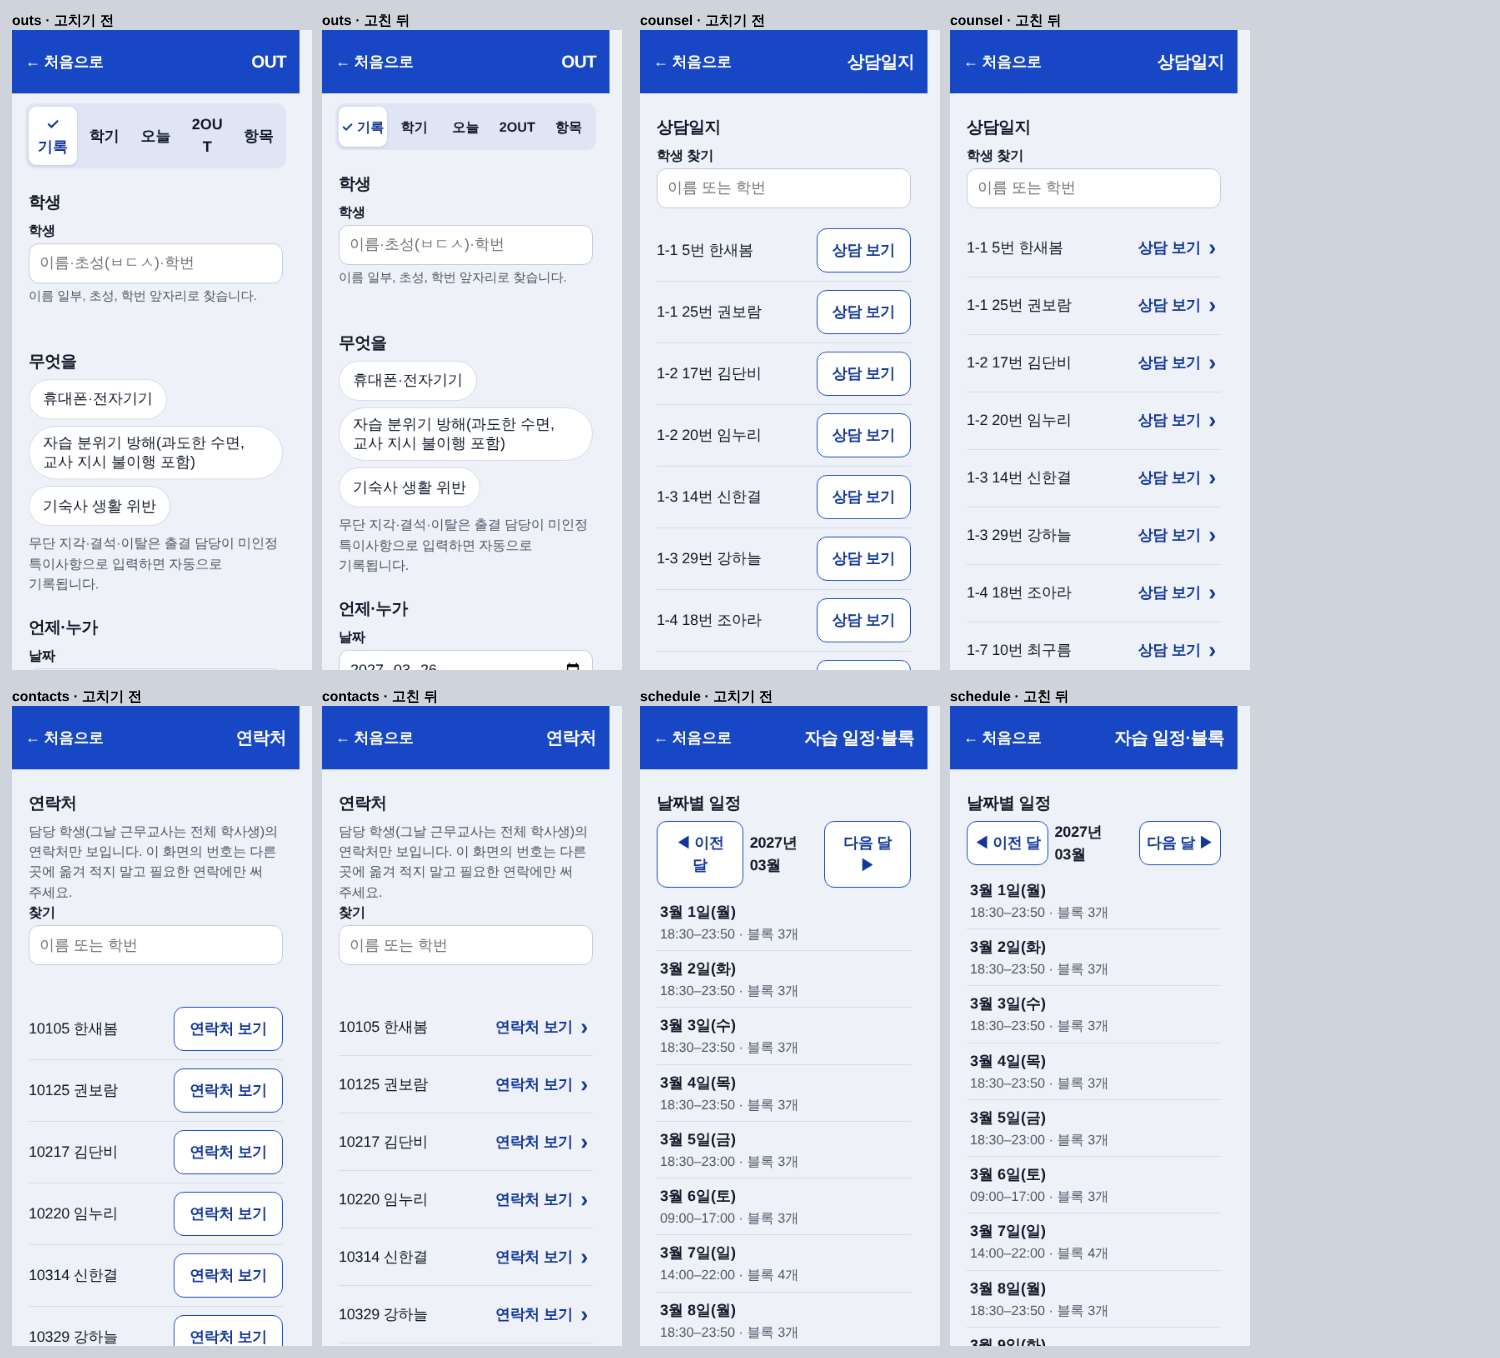 outs · 고치기 전
← 처음으로
OUT
✓ 기록
학기
오늘
2OU
T
항목
학생
학생
이름·초성(ㅂㄷㅅ)·학번
이름 일부, 초성, 학번 앞자리로 찾습니다.
무엇을
휴대폰·전자기기
자습 분위기 방해(과도한 수면,
교사 지시 불이행 포함)
기숙사 생활 위반
무단 지각·결석·이탈은 출결 담당이 미인정
특이사항으로 입력하면 자동으로
기록됩니다.
언제·누가
날짜
outs · 고친 뒤
← 처음으로
OUT
✓ 기록
학기
오늘
2OUT
항목
학생
학생
이름·초성(ㅂㄷㅅ)·학번
이름 일부, 초성, 학번 앞자리로 찾습니다.
무엇을
휴대폰·전자기기
자습 분위기 방해(과도한 수면,
교사 지시 불이행 포함)
기숙사 생활 위반
무단 지각·결석·이탈은 출결 담당이 미인정
특이사항으로 입력하면 자동으로
기록됩니다.
언제·누가
날짜
2027 03 26
counsel · 고치기 전
← 처음으로
상담일지
상담일지
학생 찾기
이름 또는 학번
1-1 5번 한새봄
상담 보기
1-1 25번 권보람
상담 보기
1-2 17번 김단비
상담 보기
1-2 20번 임누리
상담 보기
1-3 14번 신한결
상담 보기
1-3 29번 강하늘
상담 보기
1-4 18번 조아라
상담 보기
counsel · 고친 뒤
← 처음으로
상담일지
상담일지
학생 찾기
이름 또는 학번
1-1 5번 한새봄
상담 보기 ›
1-1 25번 권보람
상담 보기 ›
1-2 17번 김단비
상담 보기 ›
1-2 20번 임누리
상담 보기 ›
1-3 14번 신한결
상담 보기 ›
1-3 29번 강하늘
상담 보기 ›
1-4 18번 조아라
상담 보기 ›
1-7 10번 최구름
상담 보기 ›
contacts · 고치기 전
← 처음으로
연락처
연락처
담당 학생(그날 근무교사는 전체 학사생)의
연락처만 보입니다. 이 화면의 번호는 다른
곳에 옮겨 적지 말고 필요한 연락에만 써
주세요.
찾기
이름 또는 학번
10105 한새봄
연락처 보기
10125 권보람
연락처 보기
10217 김단비
연락처 보기
10220 임누리
연락처 보기
10314 신한결
연락처 보기
10329 강하늘
연락처 보기
contacts · 고친 뒤
← 처음으로
연락처
연락처
담당 학생(그날 근무교사는 전체 학사생)의
연락처만 보입니다. 이 화면의 번호는 다른
곳에 옮겨 적지 말고 필요한 연락에만 써
주세요.
찾기
이름 또는 학번
10105 한새봄
연락처 보기 ›
10125 권보람
연락처 보기 ›
10217 김단비
연락처 보기 ›
10220 임누리
연락처 보기 ›
10314 신한결
연락처 보기 ›
10329 강하늘
연락처 보기 ›
schedule · 고치기 전
← 처음으로
자습 일정·블록
날짜별 일정
◀ 이전
달
2027년
03월
다음 달
▶
3월 1일(월)
18:30–23:50 · 블록 3개
3월 2일(화)
18:30–23:50 · 블록 3개
3월 3일(수)
18:30–23:50 · 블록 3개
3월 4일(목)
18:30–23:50 · 블록 3개
3월 5일(금)
18:30–23:00 · 블록 3개
3월 6일(토)
09:00–17:00 · 블록 3개
3월 7일(일)
14:00–22:00 · 블록 4개
3월 8일(월)
18:30–23:50 · 블록 3개
schedule · 고친 뒤
← 처음으로
자습 일정·블록
날짜별 일정
◀ 이전 달
2027년
03월
다음 달 ▶
3월 1일(월)
18:30–23:50 · 블록 3개
3월 2일(화)
18:30–23:50 · 블록 3개
3월 3일(수)
18:30–23:50 · 블록 3개
3월 4일(목)
18:30–23:50 · 블록 3개
3월 5일(금)
18:30–23:00 · 블록 3개
3월 6일(토)
09:00–17:00 · 블록 3개
3월 7일(일)
14:00–22:00 · 블록 4개
3월 8일(월)
18:30–23:50 · 블록 3개
3월 9일(화)